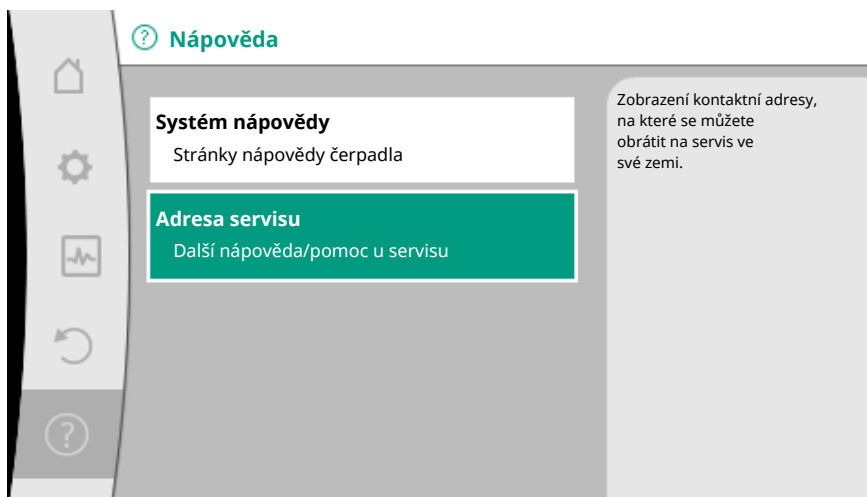 Nápověda
Systém nápovědy
Stránky nápovědy čerpadla
Adresa servisu
Další nápověda/pomoc u servisu
Zobrazení kontaktní adresy,
na které se můžete
obrátit na servis ve
své zemi.